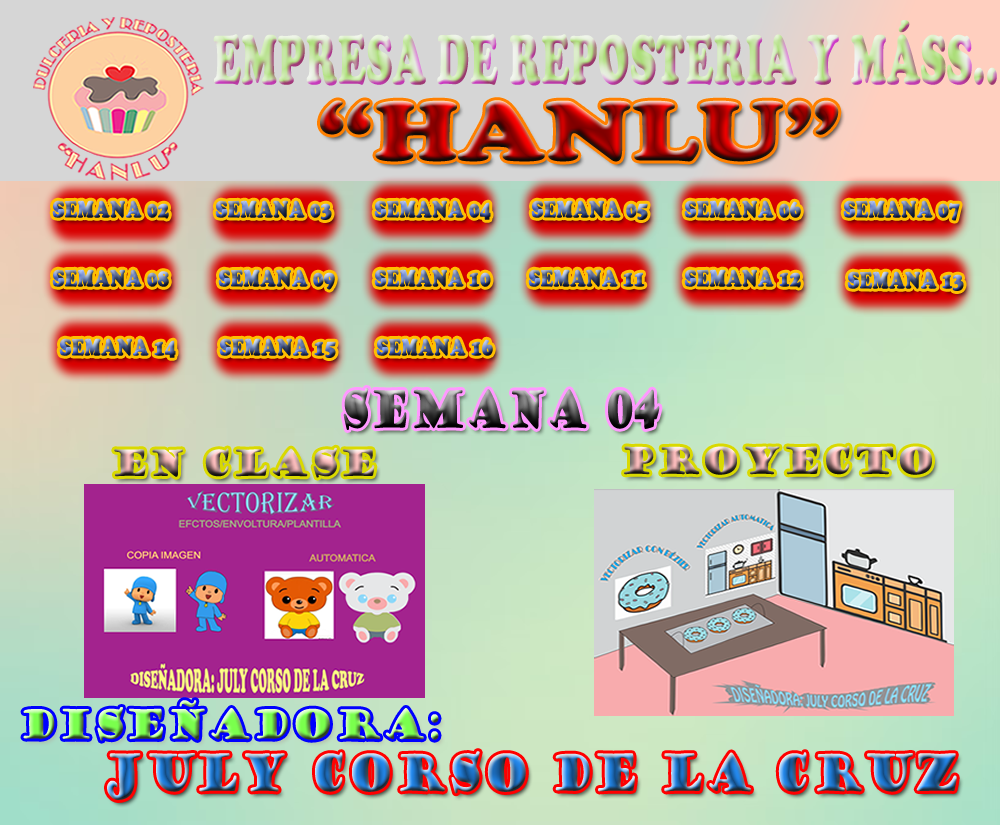 DULCERIA Y REPOSTERIA
"HANLU"
EMPRESA DE REPOSTERIA Y MÁSS..
“HANLU”
SEMANA 02 SEMANA 03 SEMANA 04 SEMANA 05 SEMANA 06 SEMANA 07
SEMANA 08 SEMANA 09 SEMANA 10 SEMANA 11 SEMANA 12 SEMANA 13
SEMANA 14 SEMANA 15 SEMANA 16
SEMANA 04
EN CLASE
PROYECTO
VECTORIZAR
EFCTOS/ENVOLTURA/PLANTILLA
COPIA IMAGEN
AUTOMATICA
DISEÑADORA: JULY CORSO DE LA CRUZ
VECTORIZAR CON BÉZIER
VECTORIZAR AUTOMATICA
DISEÑADORA: JULY CORSO DE LA CRUZ
DISEÑADORA:
JULY CORSO DE LA CRUZ